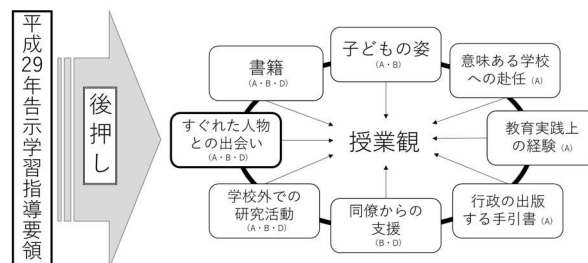 平成29年告示学習指導要領
後押し
子どもの姿
(A・B)
書籍
(A・B・D)
意味ある学校
への赴任 (A)
すぐれた人物
との出会い
(A・B・D)
授業観
教育実践上
の経験 (A)
学校外での
研究活動
(A・B・D)
同僚からの
支援
(B・D)
行政の出版
する手引書 (A)